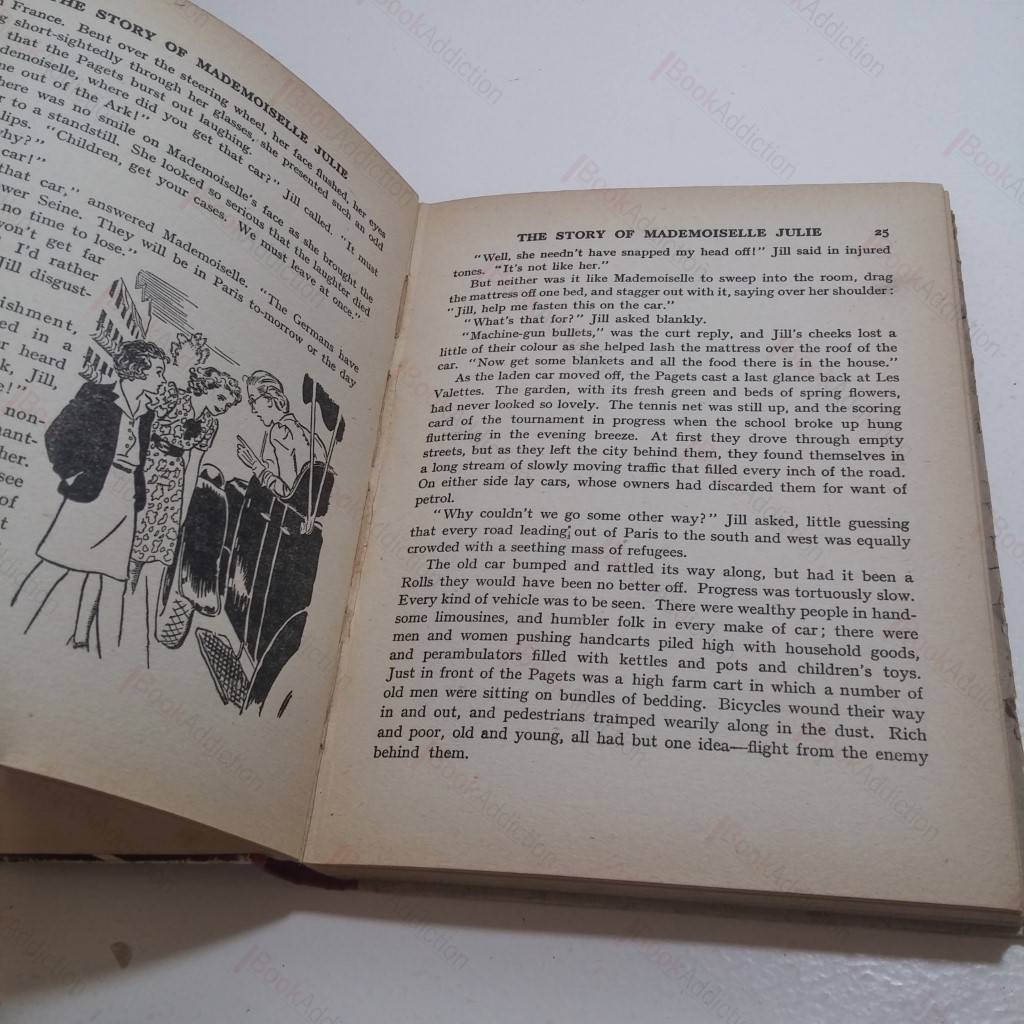 THE STORY OF MADEMOISELLE JULIE
France. Bent over the steering wheel, her face flushed, her eyes
short-sightedly through her glasses, she presented such an odd
that the Pagets burst out laughing.
demoiselle, where did you get that car?" Jill called. "It must
out of the Ark!"
here was no smile on Mademoiselle's face as she brought the
to a standstill. She looked so serious that the laughter died
lips. "Children, get your cases. We must leave at once."
why?"
car!"
that car," answered Mademoiselle. "The Germans have
Seine. They will be in Paris to-morrow or the day
no time to lose."
won't get far
I'd rather
Jill disgust-
ishment,
ed in a
heard
k, Jill,
e!"
non-
ant-
her.
see
of
t
THE STORY OF MADEMOISELLE JULIE 25
"Well, she needn't have snapped my head off!" Jill said in injured
tones. "It's not like her."
But neither was it like Mademoiselle to sweep into the room, drag
the mattress off one bed, and stagger out with it, saying over her shoulder:
"Jill, help me fasten this on the car."
"What's that for?" Jill asked blankly.
"Machine-gun bullets," was the curt reply, and Jill's cheeks lost a
little of their colour as she helped lash the mattress over the roof of the
car. "Now get some blankets and all the food there is in the house."
As the laden car moved off, the Pagets cast a last glance back at Les
Valettes. The garden, with its fresh green and beds of spring flowers,
had never looked so lovely. The tennis net was still up, and the scoring
card of the tournament in progress when the school broke up hung
fluttering in the evening breeze. At first they drove through empty
streets, but as they left the city behind them, they found themselves in
a long stream of slowly moving traffic that filled every inch of the road.
On either side lay cars, whose owners had discarded them for want of
petrol.
"Why couldn't we go some other way?" Jill asked, little guessing
that every road leading out of Paris to the south and west was equally
crowded with a seething mass of refugees.
The old car bumped and rattled its way along, but had it been a
Rolls they would have been no better off. Progress was tortuously slow.
Every kind of vehicle was to be seen. There were wealthy people in hand-
some limousines, and humbler folk in every make of car; there were
men and women pushing handcarts piled high with household goods,
and perambulators filled with kettles and pots and children's toys.
Just in front of the Pagets was a high farm cart in which a number of
old men were sitting on bundles of bedding. Bicycles wound their way
in and out, and pedestrians tramped wearily along in the dust. Rich
and poor, old and young, all had but one idea—flight from the enemy
behind them.
BookAddiction